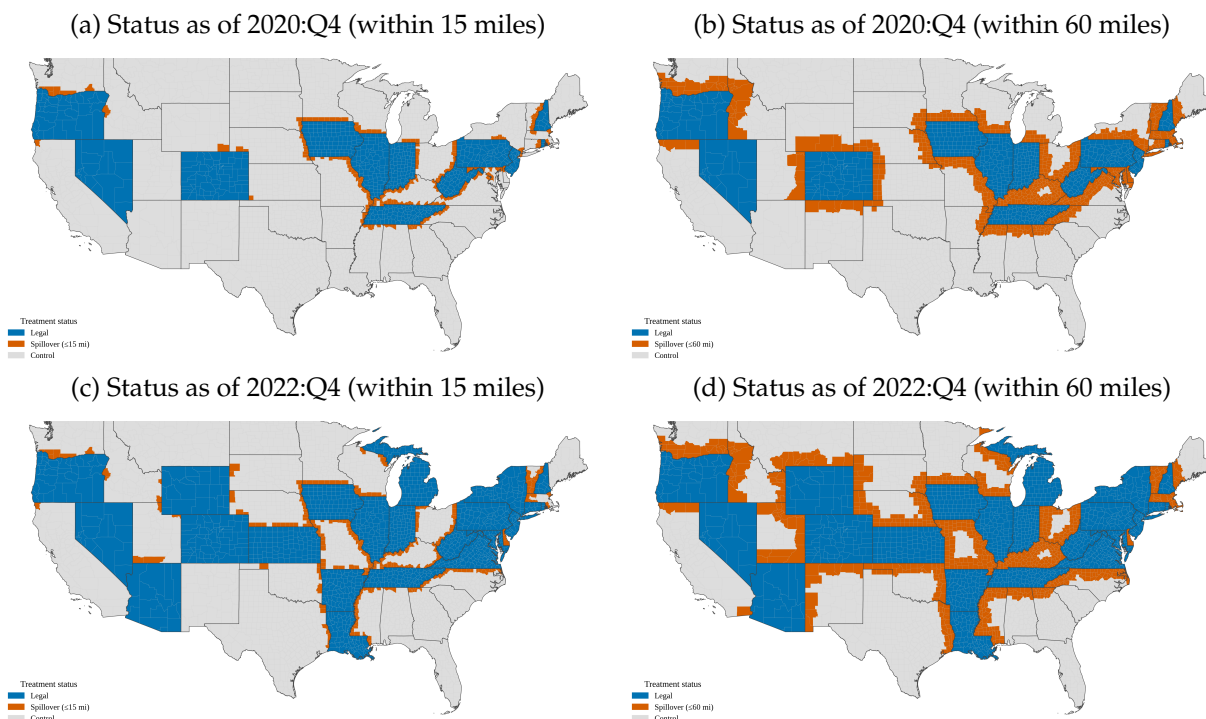 (a) Status as of 2020:Q4 (within 15 miles)
(b) Status as of 2020:Q4 (within 60 miles)
Treatment status
Legal
Spillover (≤15 mi)
Control
Treatment status
Legal
Spillover (≤60 mi)
Control
(c) Status as of 2022:Q4 (within 15 miles)
(d) Status as of 2022:Q4 (within 60 miles)
Treatment status
Legal
Spillover (≤15 mi)
Control
Treatment status
Legal
Spillover (≤60 mi)
Control